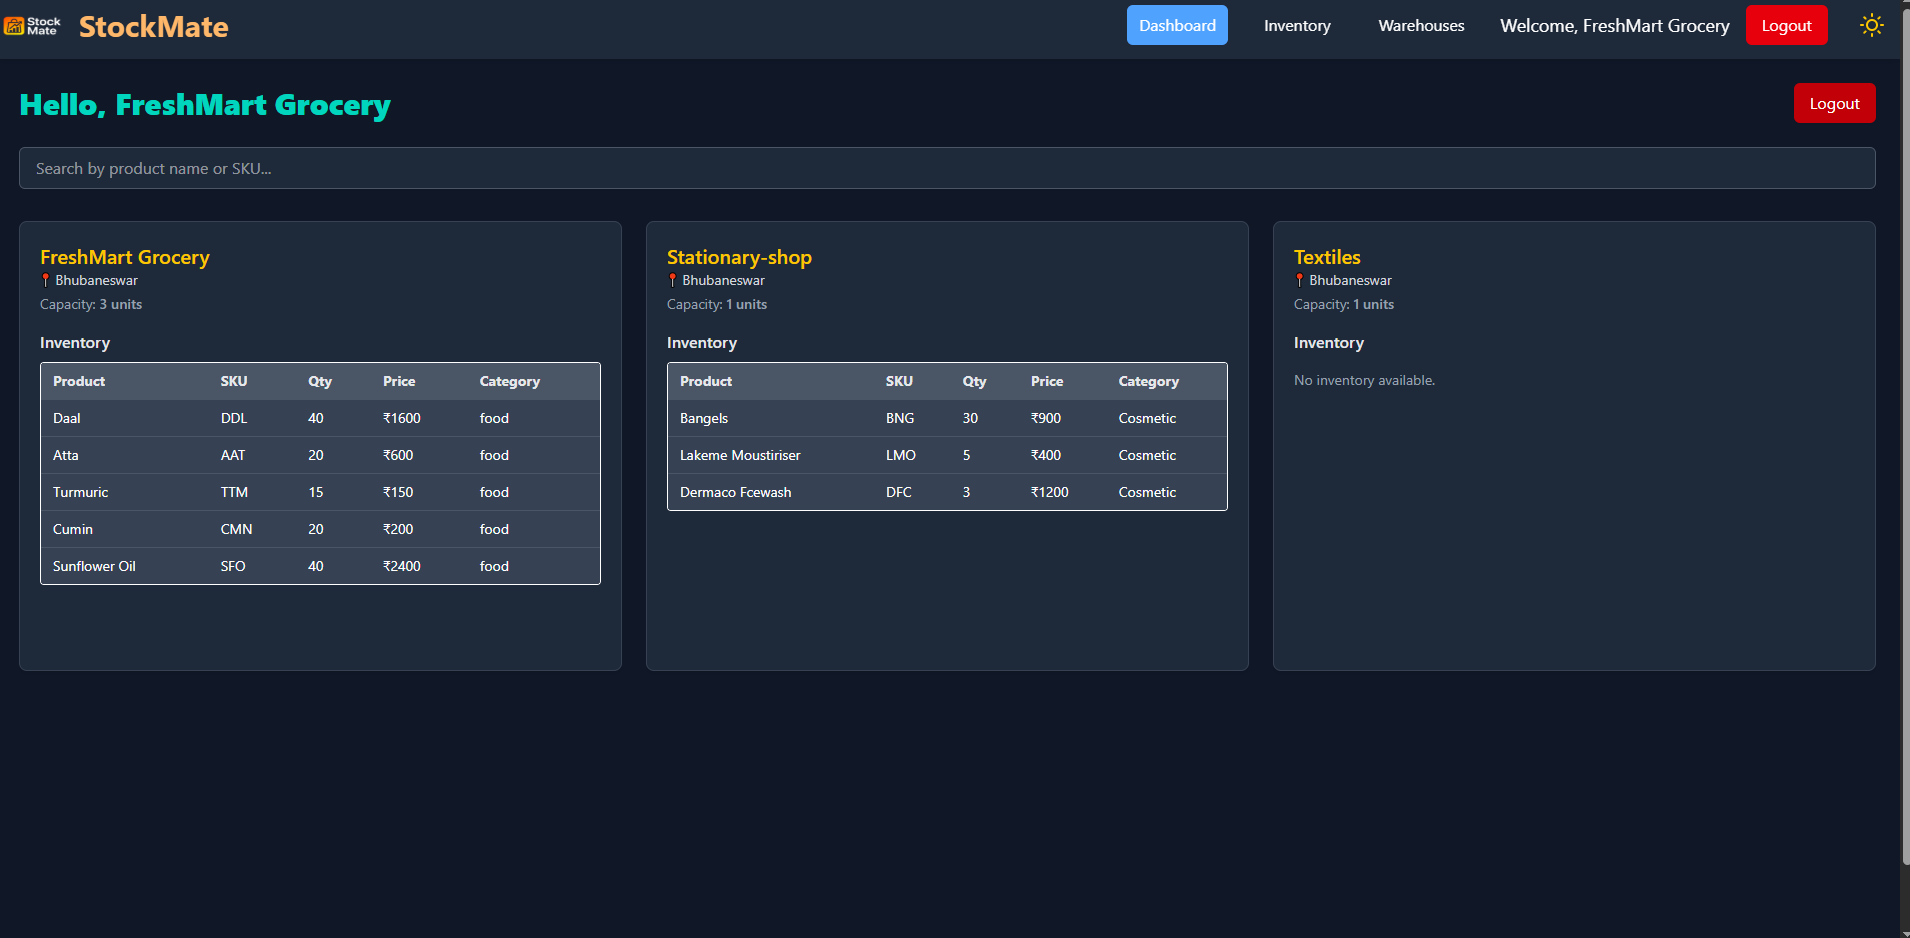 Stock
Mate
StockMate
Dashboard Inventory Warehouses Welcome, FreshMart Grocery Logout
Hello, FreshMart Grocery
Logout
Search by product name or SKU...
FreshMart Grocery
Bhubaneswar
Capacity: 3 units
Inventory
Product SKU Qty Price Category
Daal DDL 40 ₹1600 food
Atta AAT 20 ₹600 food
Turmuric TTM 15 ₹150 food
Cumin CMN 20 ₹200 food
Sunflower Oil SFO 40 ₹2400 food
Stationary-shop
Bhubaneswar
Capacity: 1 units
Inventory
Product SKU Qty Price Category
Bangels BNG 30 ₹900 Cosmetic
Lakeme Moustiriser LMO 5 ₹400 Cosmetic
Dermaco Fcewash DFC 3 ₹1200 Cosmetic
Textiles
Bhubaneswar
Capacity: 1 units
Inventory
No inventory available.